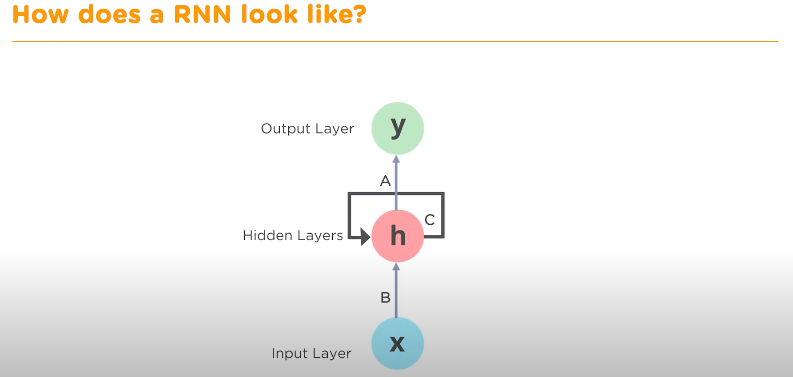 How does a RNN look like?
Output Layer
y
A
C
Hidden Layers
h
B
x
Input Layer